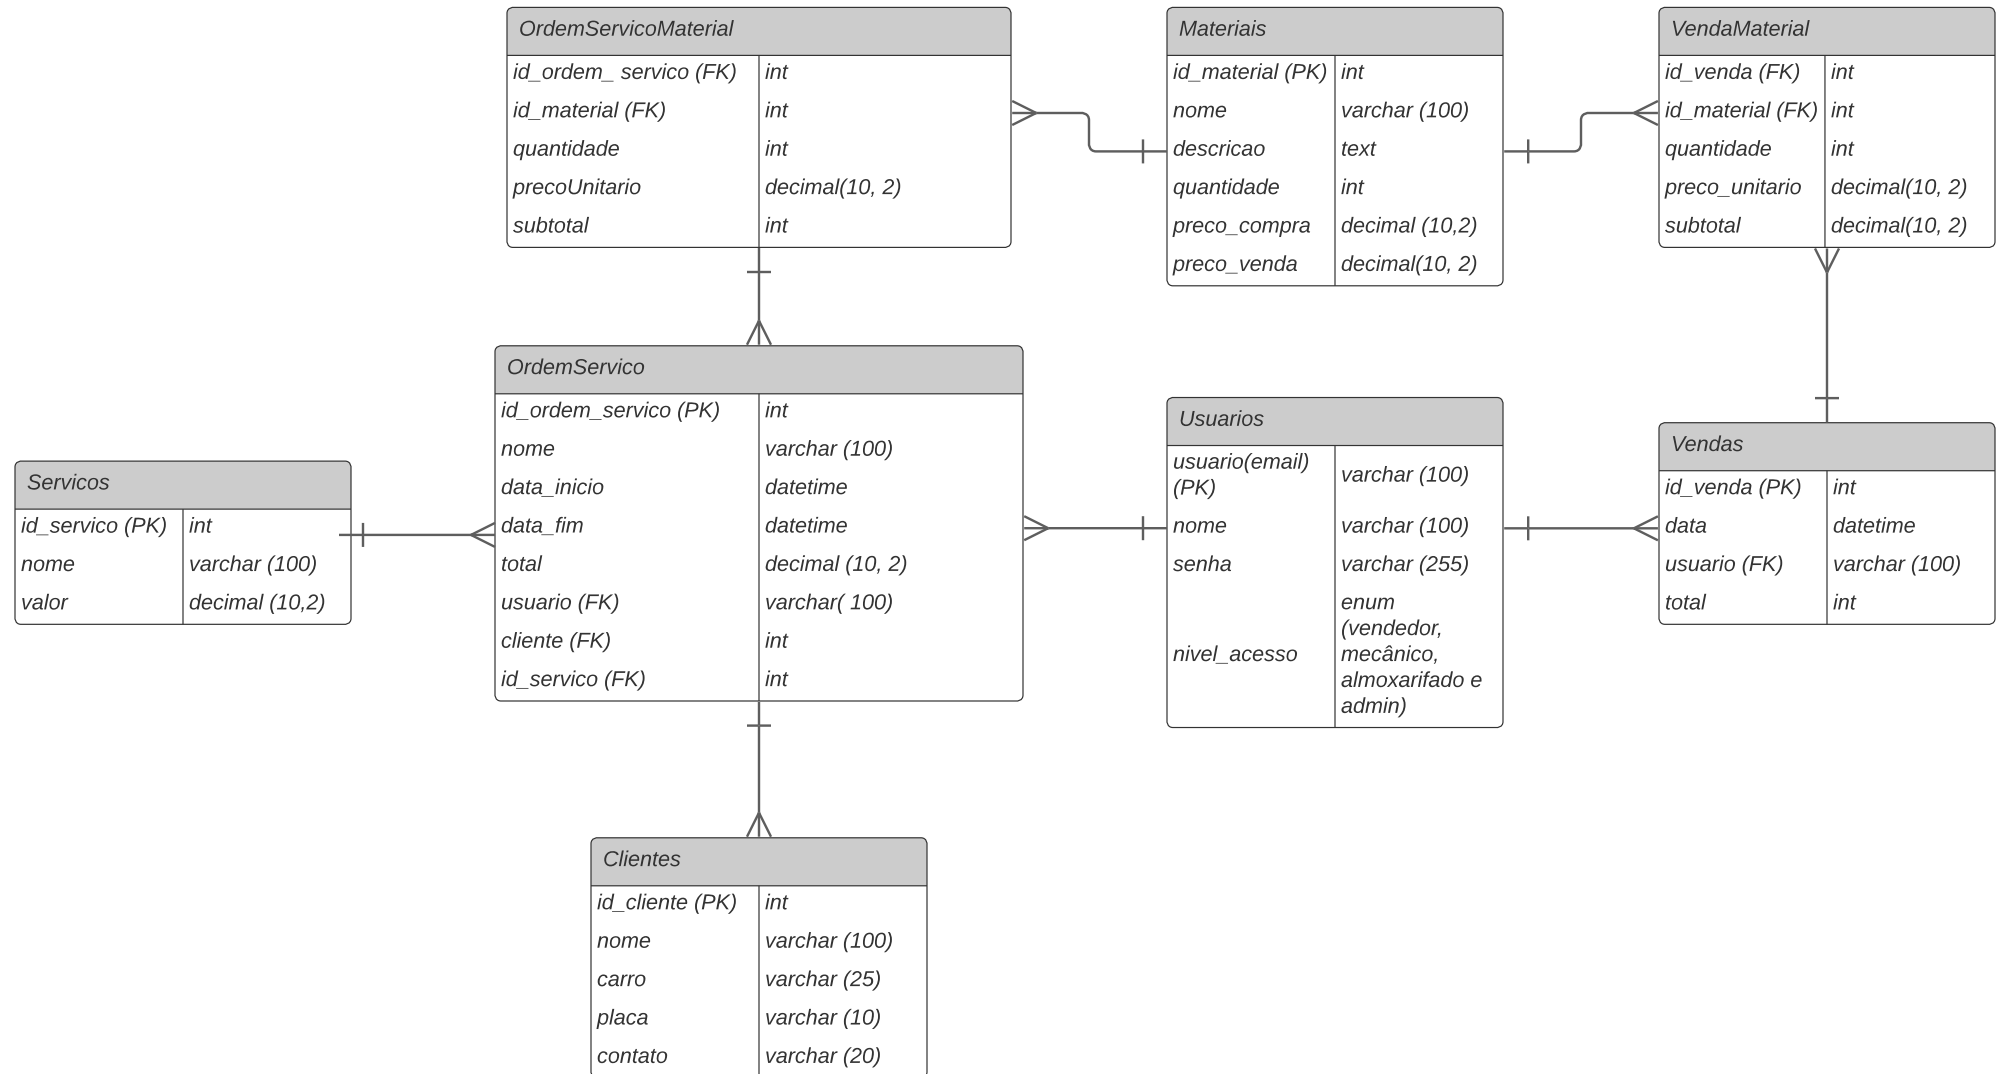 OrdemServicoMaterial
id_ordem_ servico (FK) int
id_material (FK) int
quantidade int
precoUnitario decimal(10, 2)
subtotal int
Materiais
id_material (PK) int
nome varchar (100)
descricao text
quantidade int
preco_compra decimal (10,2)
preco_venda decimal(10, 2)
VendaMaterial
id_venda (FK) int
id_material (FK) int
quantidade int
preco_unitario decimal(10, 2)
subtotal decimal(10, 2)
OrdemServico
id_ordem_servico (PK) int
nome varchar (100)
data_inicio datetime
data_fim datetime
total decimal (10, 2)
usuario (FK) varchar( 100)
cliente (FK) int
id_servico (FK) int
Servicos
id_servico (PK) int
nome varchar (100)
valor decimal (10,2)
Usuarios
usuario(email)
(PK) varchar (100)
nome varchar (100)
senha varchar (255)
nivel_acesso enum
(vendedor,
mecânico,
almoxarifado e
admin)
Vendas
id_venda (PK) int
data datetime
usuario (FK) varchar (100)
total int
Clientes
id_cliente (PK) int
nome varchar (100)
carro varchar (25)
placa varchar (10)
contato varchar (20)